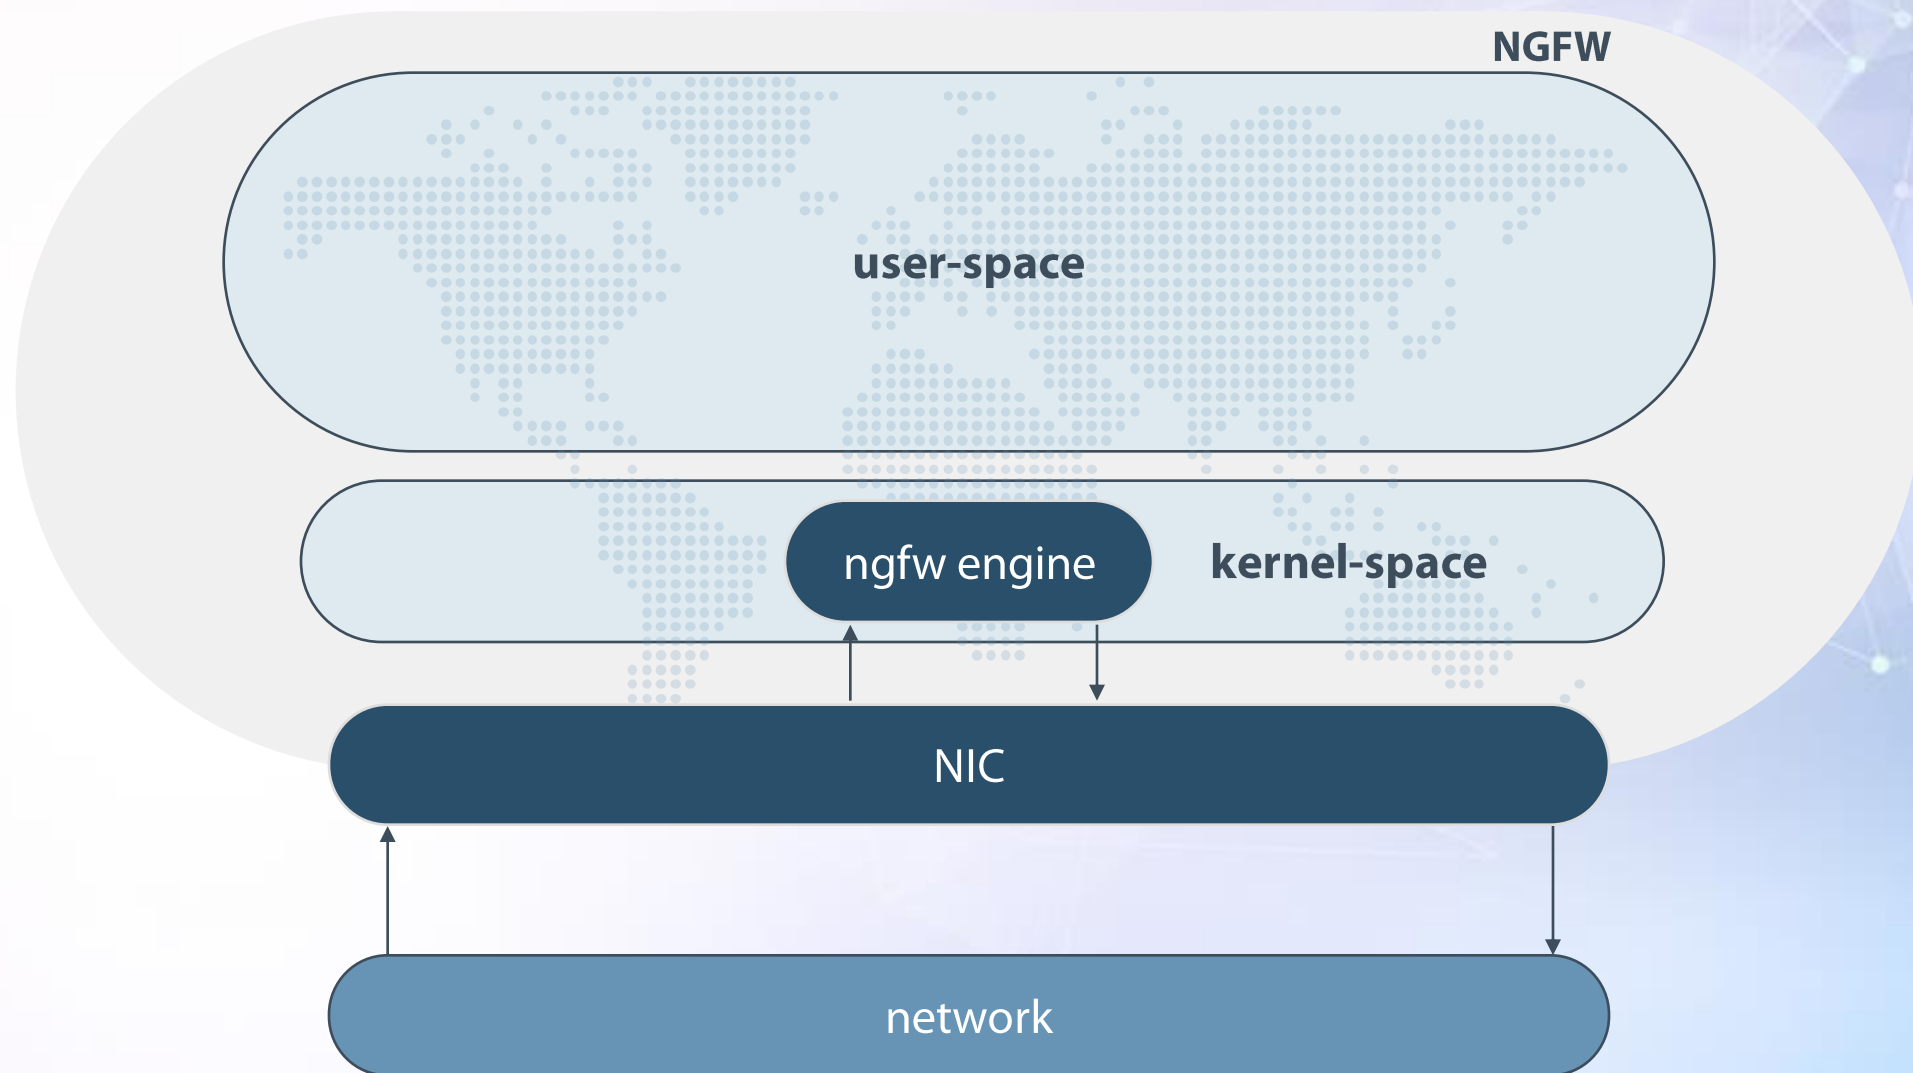 NGFW
user-space
ngfw engine
kernel-space
NIC
network